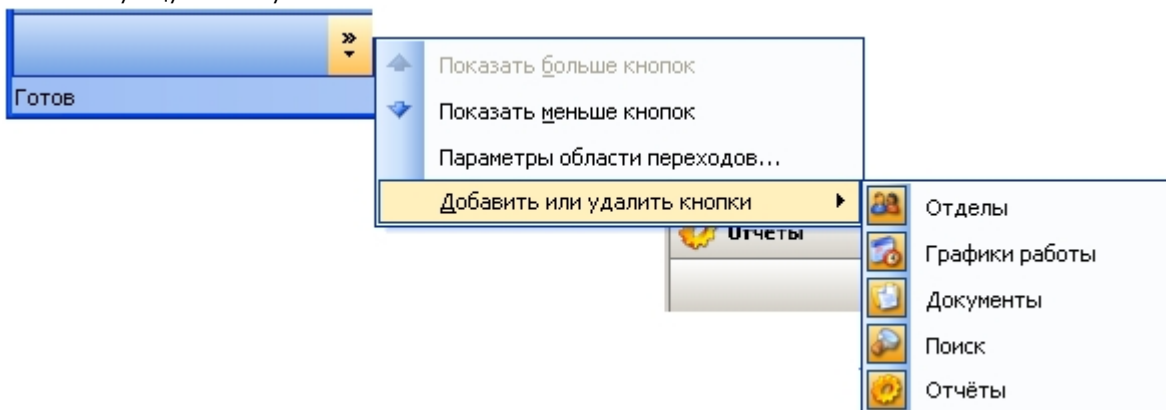 Показать больше кнопок
Готов
Показать меньше кнопок
Параметры области переходов...
Добавить или удалить кнопки
Отделы
Отчёты
Графики работы
Документы
Поиск
Отчёты